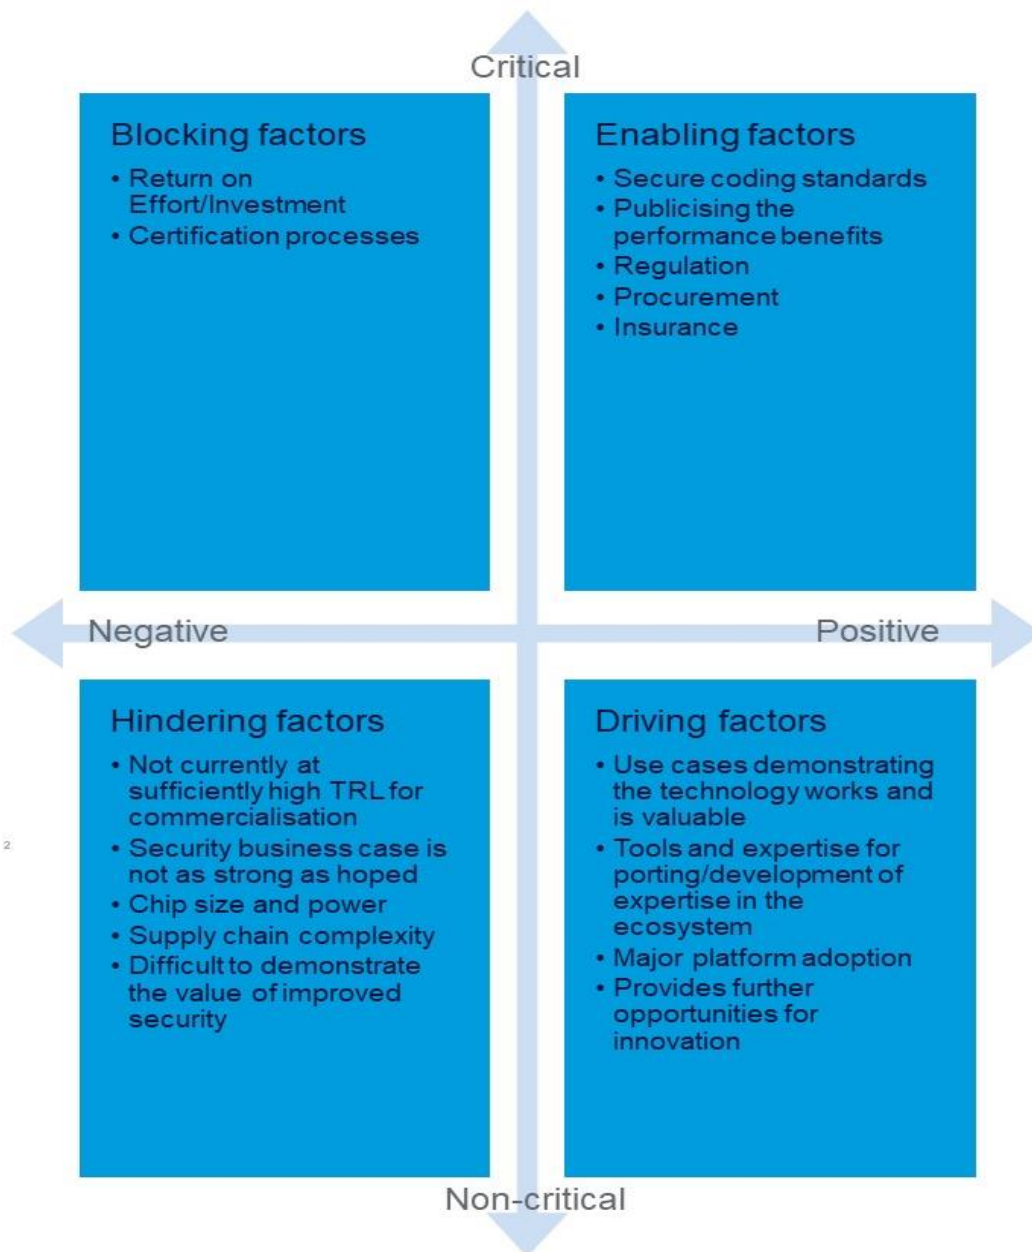 Critical
Blocking factors
• Return on
Effort/Investment
• Certification processes
Enabling factors
• Secure coding standards
• Publicising the
performance benefits
• Regulation
• Procurement
• Insurance
Negative
Positive
Hindering factors
• Not currently at
sufficiently high TRL for
commercialisation
• Security business case is
not as strong as hoped
• Chip size and power
• Supply chain complexity
• Difficult to demonstrate
the value of improved
security
Driving factors
• Use cases demonstrating
the technology works and
is valuable
• Tools and expertise for
porting/development of
expertise in the
ecosystem
• Major platform adoption
• Provides further
opportunities for
innovation
2
Non-critical